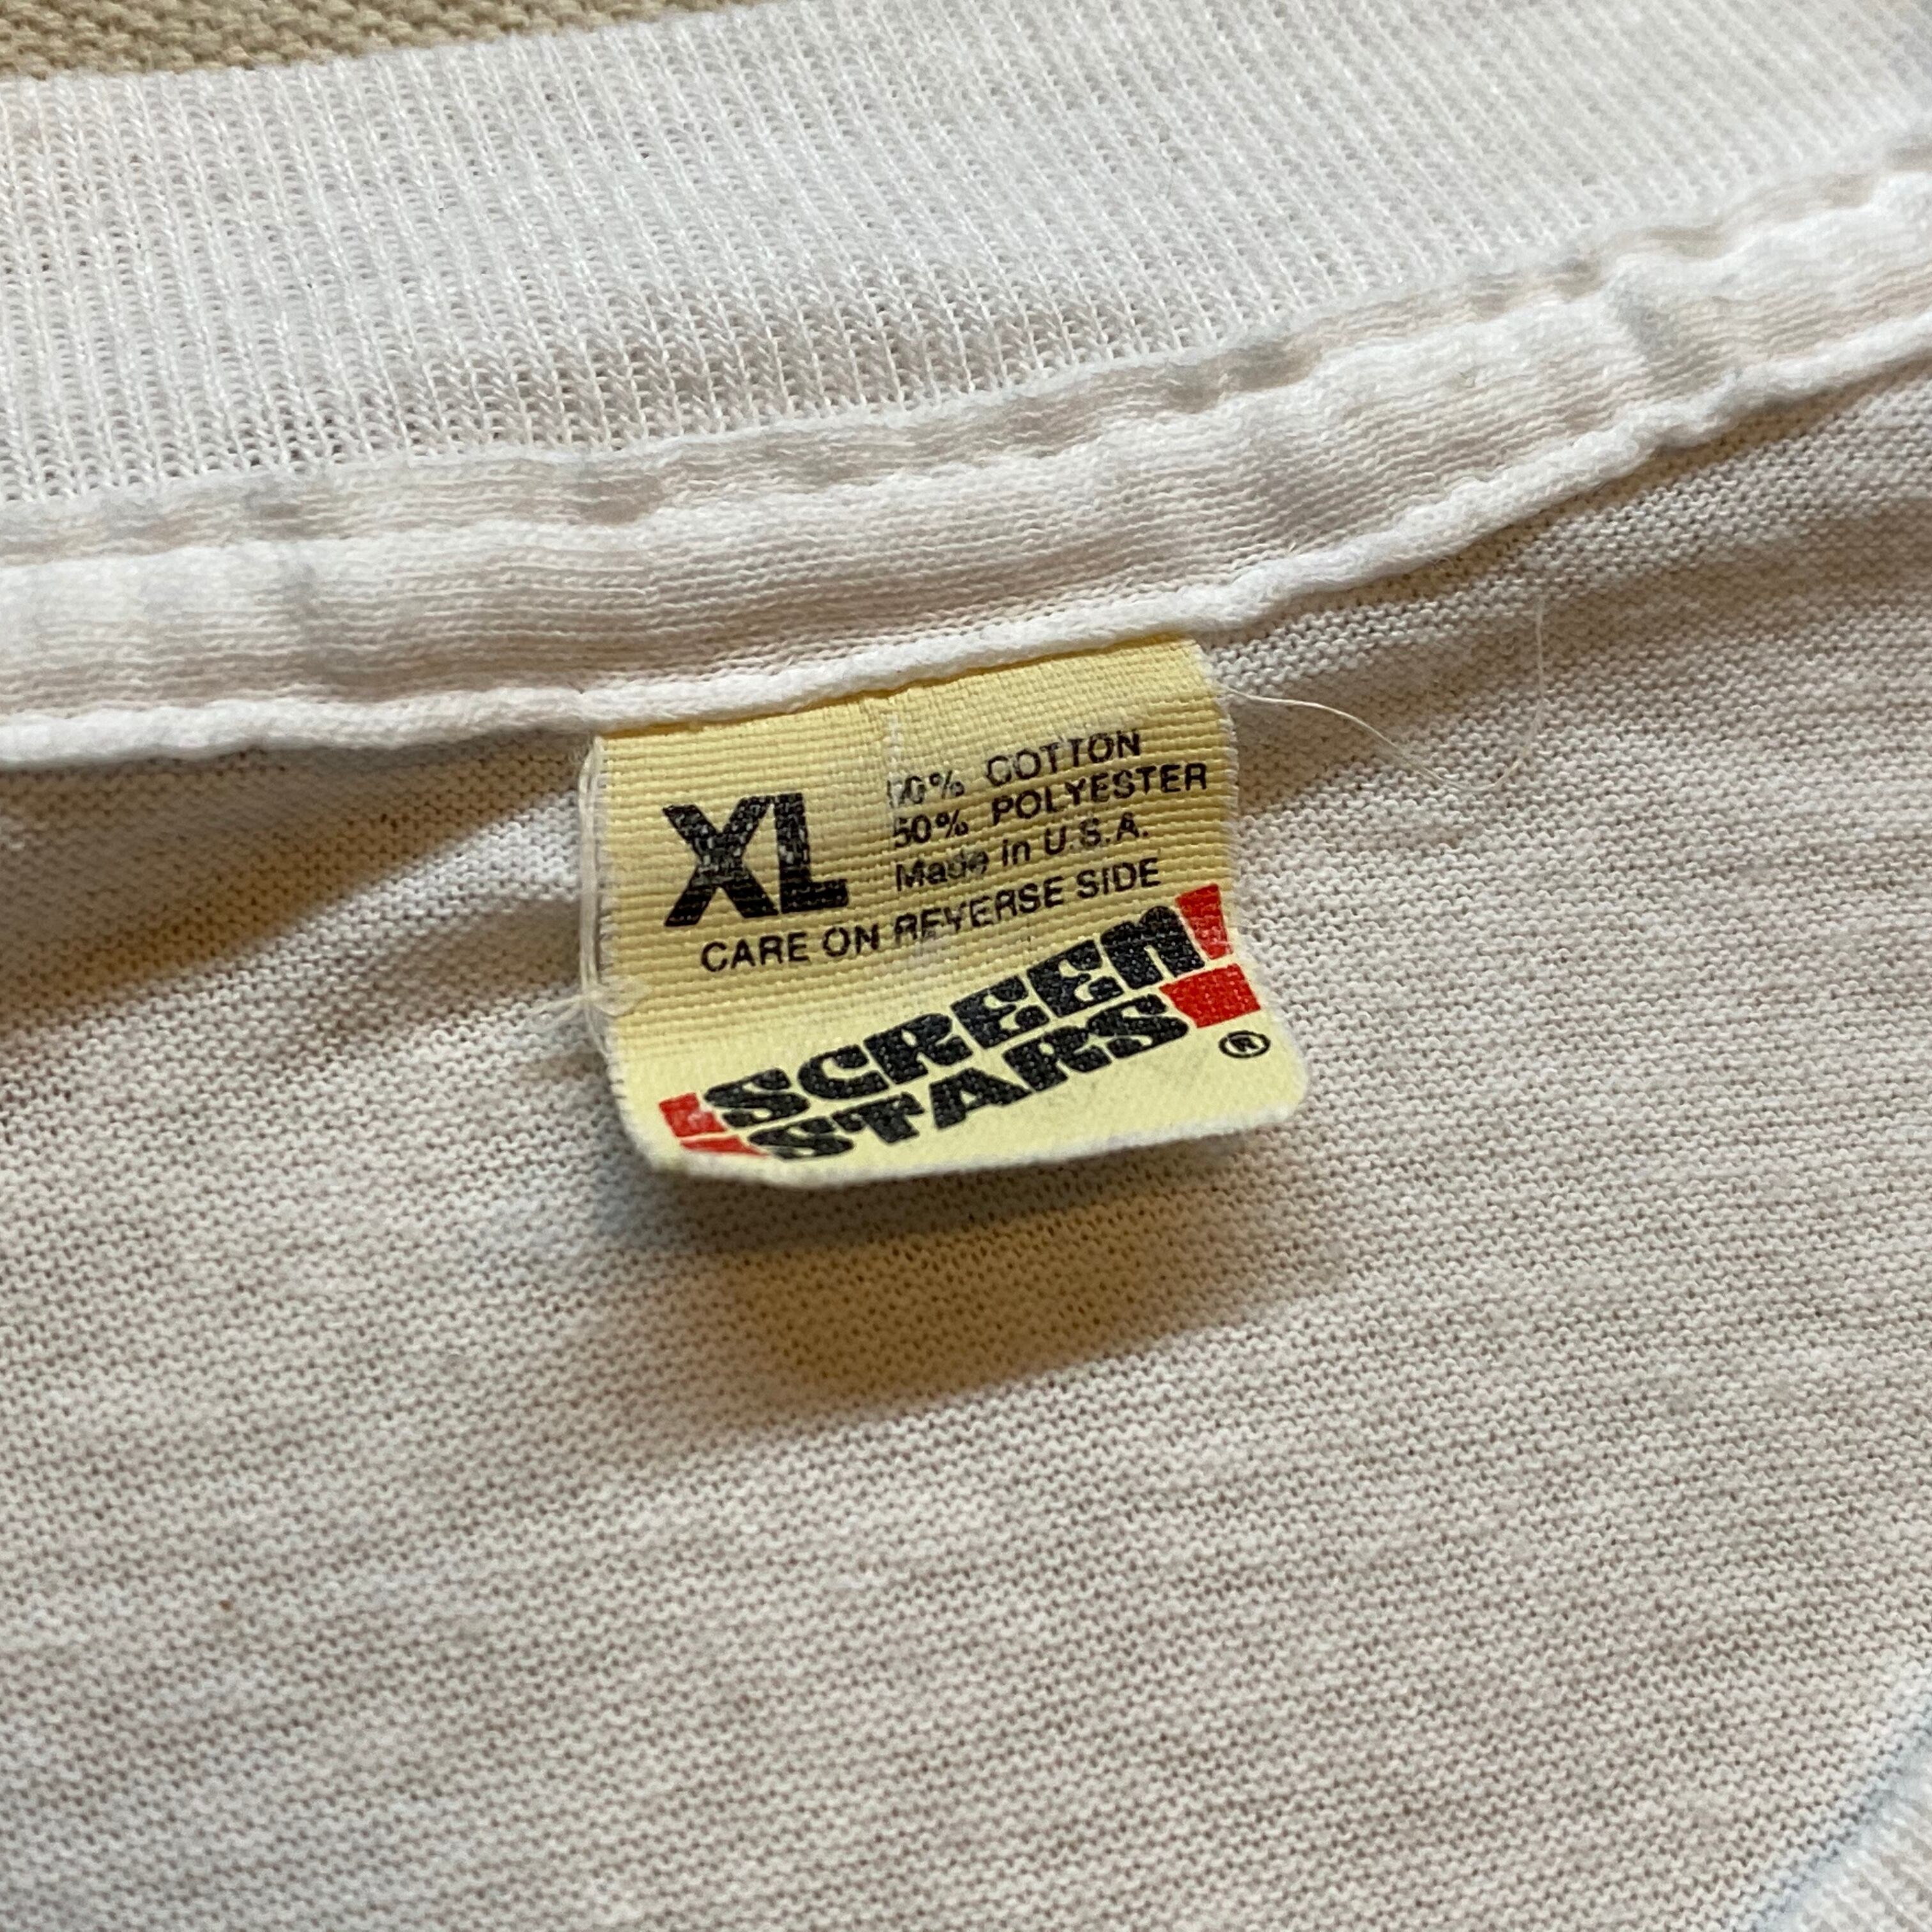 XL
50% COTTON
50% POLYESTER
Made in U.S.A.
CARE ON REVERSE SIDE
SCREEN
STARS
®